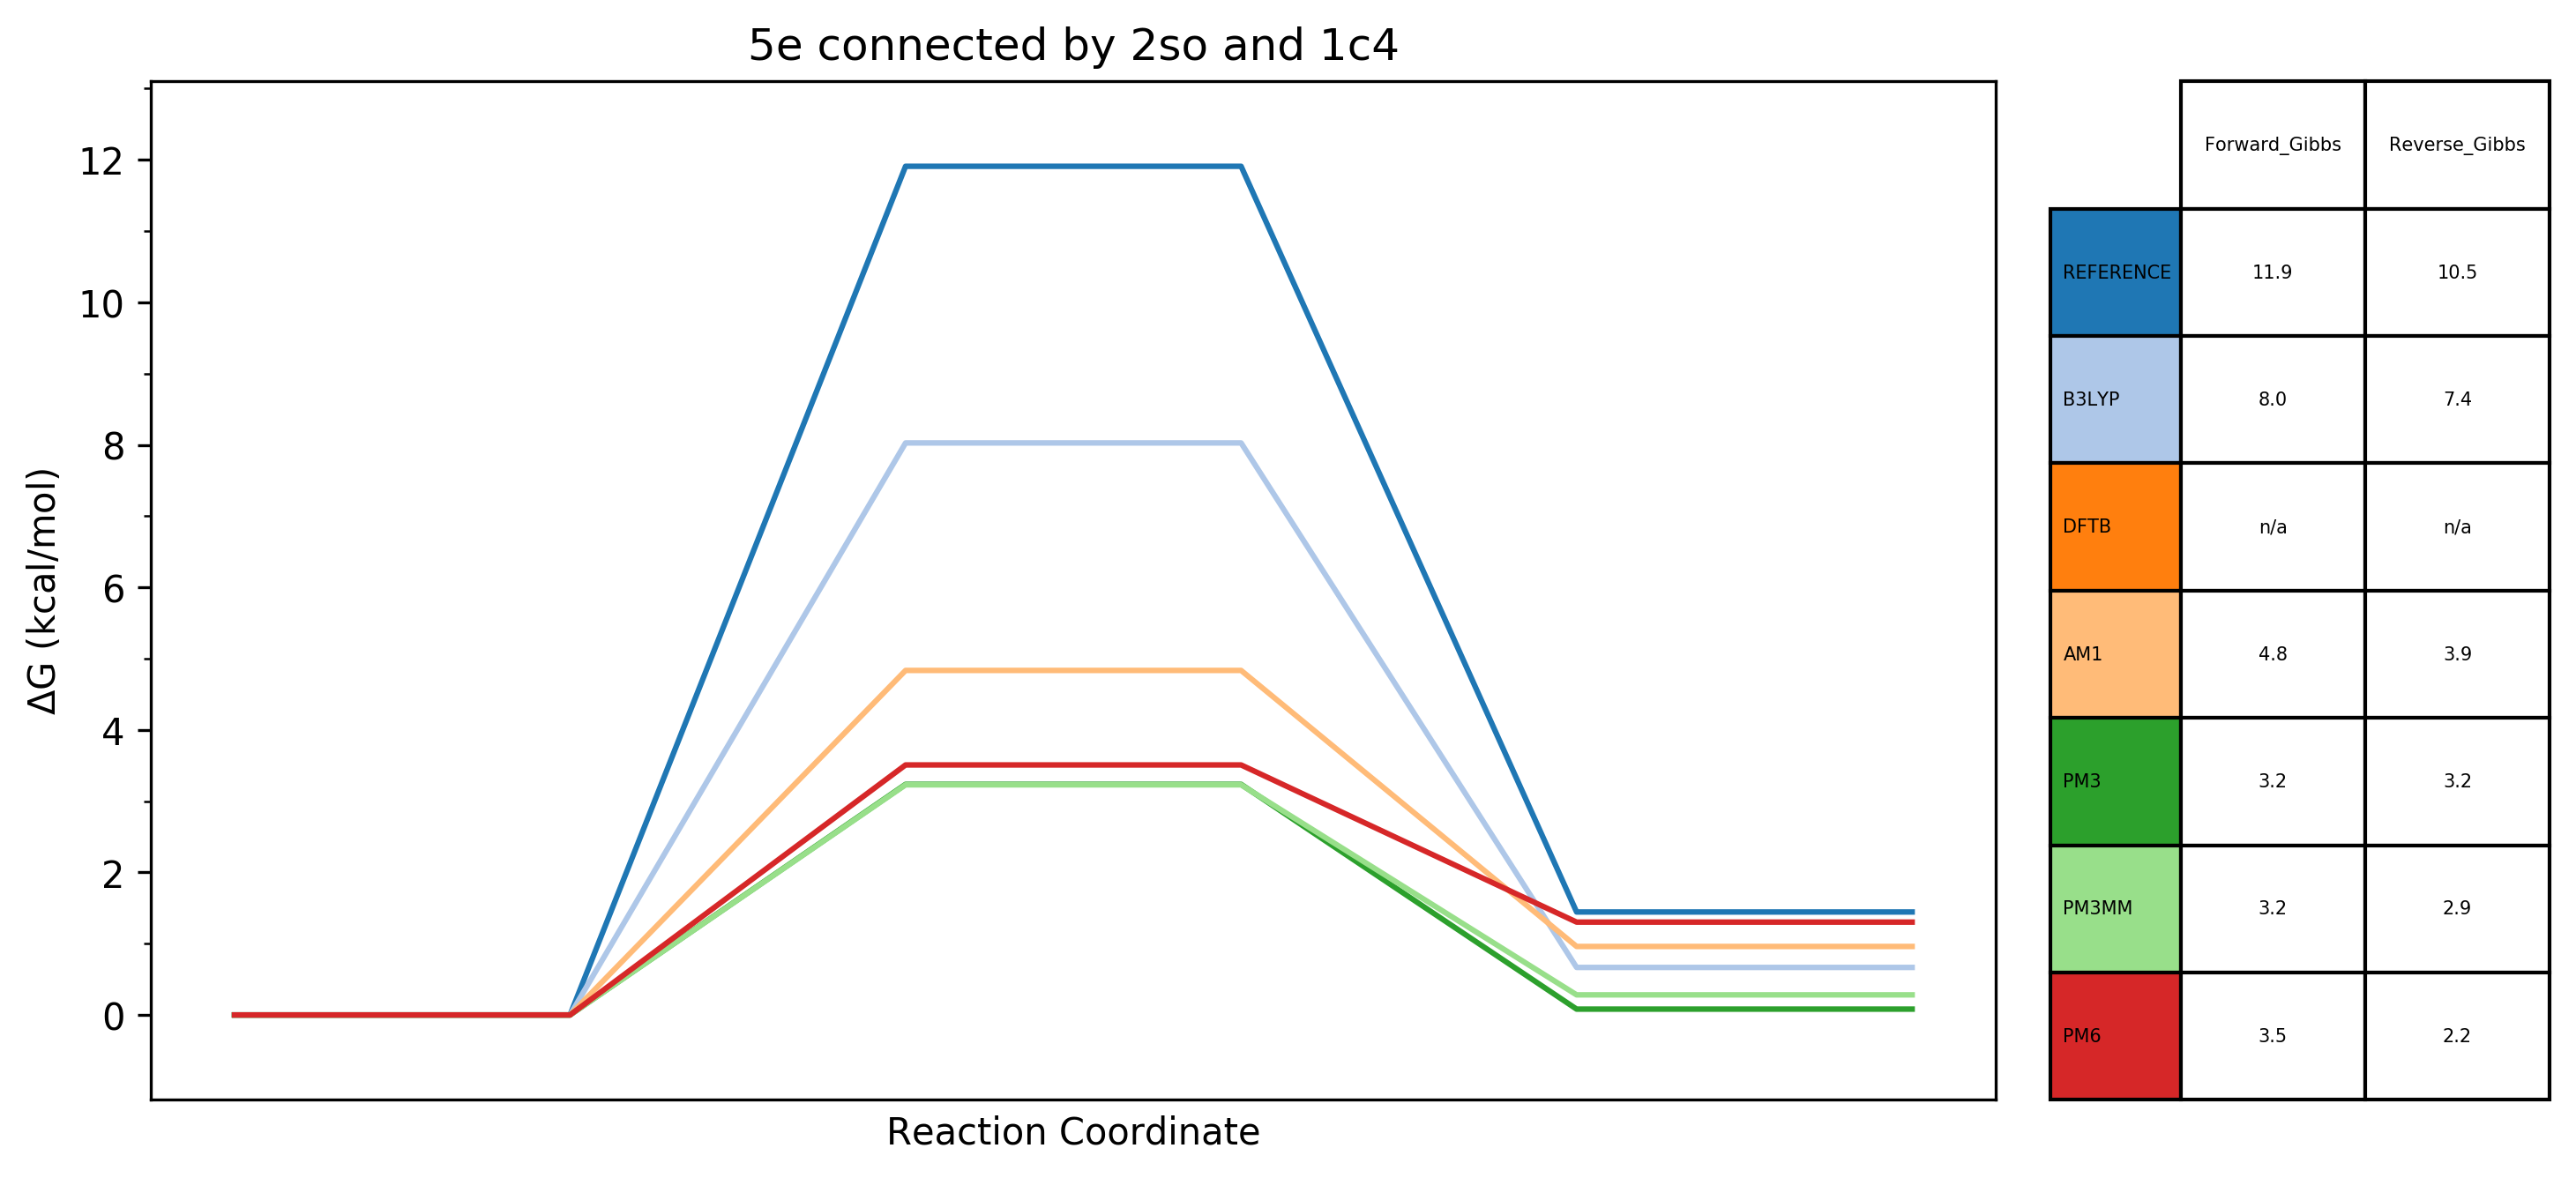 5e connected by 2so and 1c4
ΔG (kcal/mol)
12
10
8
6
4
2
0
Reaction Coordinate
Forward_Gibbs Reverse_Gibbs
REFERENCE 11.9 10.5
B3LYP 8.0 7.4
DFTB n/a n/a
AM1 4.8 3.9
PM3 3.2 3.2
PM3MM 3.2 2.9
PM6 3.5 2.2